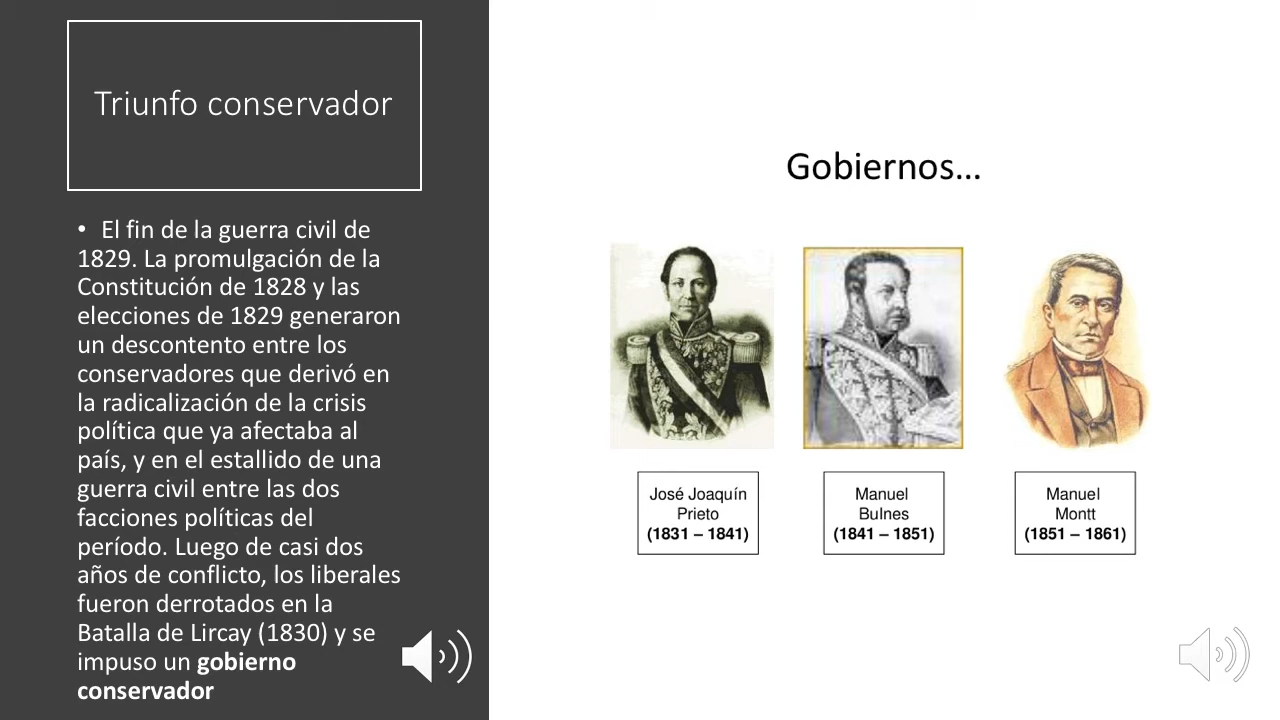 Triunfo conservador
• El fin de la guerra civil de
1829. La promulgación de la
Constitución de 1828 y las
elecciones de 1829 generaron
un descontento entre los
conservadores que derivó en
la radicalización de la crisis
política que ya afectaba al
país, y en el estallido de una
guerra civil entre las dos
facciones políticas del
período. Luego de casi dos
años de conflicto, los liberales
fueron derrotados en la
Batalla de Lircay (1830) y se
impuso un gobierno
conservador
Gobiernos...
José Joaquín
Prieto
(1831 – 1841)
Manuel
Bulnes
(1841 – 1851)
Manuel
Montt
(1851 – 1861)